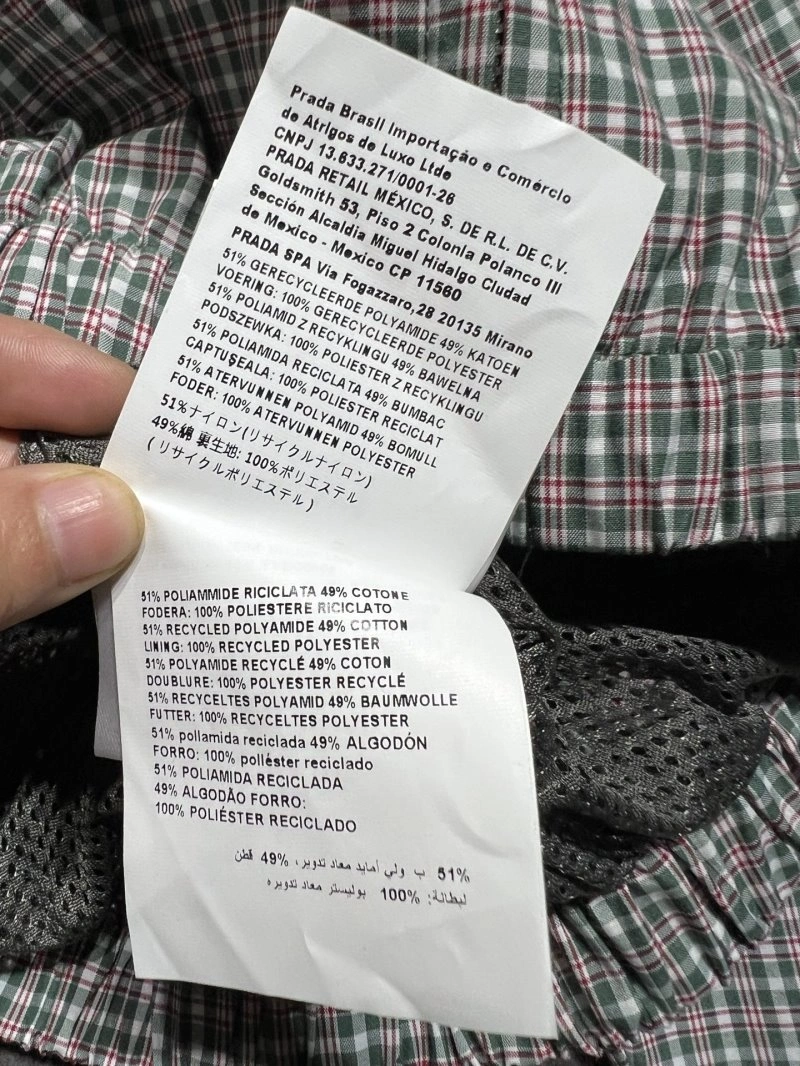 Prada Brasil Importação e Comércio
de Atrigos de Luxo Ltde
CNPJ 13.633.271/0001-26
PRADA RETAIL MÉXICO, S. DE R.L. DE C.V.
Goldsmith 53, Piso 2 Colonia Polanco III
Sección Alcaldia Miguel Hidalgo Ciudad
de Mexico - Mexico CP 11560
PRADA SPA Via Fogazzaro,28 20135 Mirano
51% GERECYCLEERDE POLYAMIDE 49% KATOEN
VOERING: 100% GERECYCLEERDE POLYESTER
51% POLIAMID Z RECYKLINGU 49% BAWEŁNA
PODSZEWKA: 100% POLIESTER Z RECYKLINGU
51% POLIAMIDA RECICLATA 49% BUMBAC
CAPTUŞEALA: 100% POLIESTER RECICLAT
51% ATERVUNNEN POLYAMID 49% BOMULL
FODER: 100% ATERVUNNEN POLYESTER
51%ナイロン(リサイクルナイロン)
49%綿 裏生地: 100%ポリエステル
(リサイクルポリエステル)
51% POLIAMMIDE RICICLATA 49% COTONE
FODERA: 100% POLIESTERE RICICLATO
51% RECYCLED POLYAMIDE 49% COTTON
LINING: 100% RECYCLED POLYESTER
51% POLYAMIDE RECYCLÉ 49% COTON
DOUBLURE: 100% POLYESTER RECYCLÉ
51% RECYCELTES POLYAMID 49% BAUMWOLLE
FUTTER: 100% RECYCELTES POLYESTER
51% poliamida reciclada 49% ALGODÓN
FORRO: 100% poliéster reciclado
51% POLIAMIDA RECICLADA
49% ALGODÃO FORRO:
100% POLIÉSTER RECICLADO
51% ب ولي أمايد معاد تدوير، 49% قطن
لبطانة: 100% بوليستر معاد تدويره